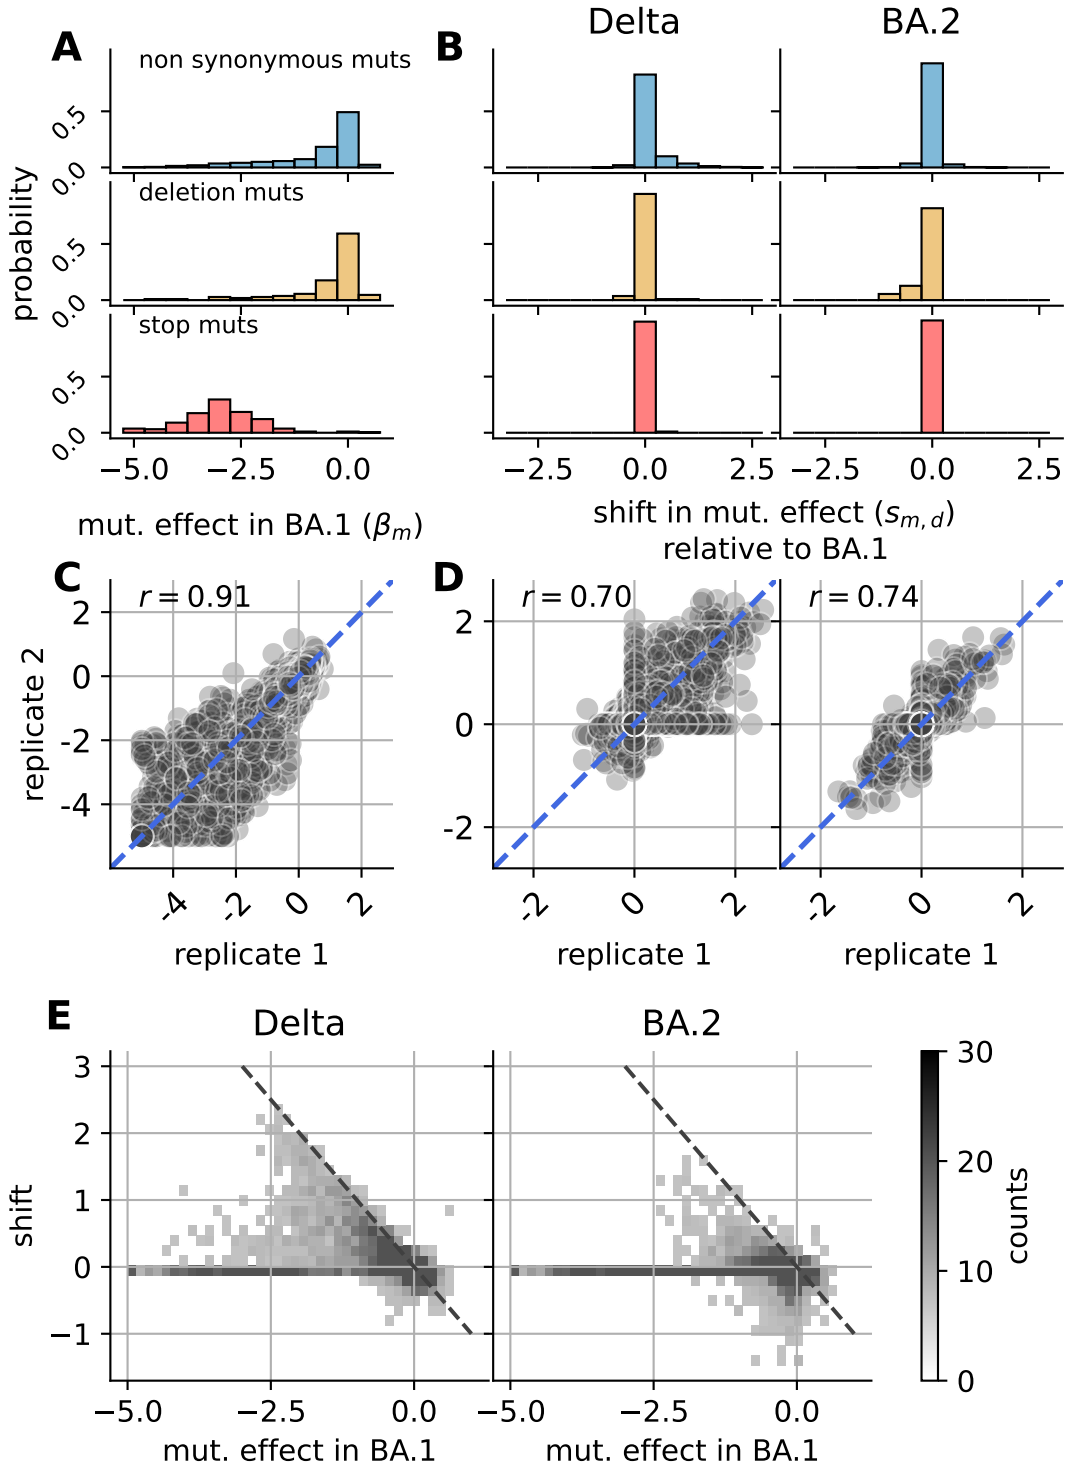 A
B
Delta
BA.2
non synonymous muts
0.5
0.0
deletion muts
0.5
0.0
stop muts
0.5
0.0
probability
−5.0
−2.5
0.0
−2.5
0.0
2.5
−2.5
0.0
2.5
mut. effect in BA.1 (βm)
shift in mut. effect (sm, d)
relative to BA.1
C
D
r = 0.91
r = 0.70
r = 0.74
2
0
-2
-4
replicate 2
2
0
-2
-4
-2
0
2
-2
0
2
-2
0
2
replicate 1
replicate 1
replicate 1
E
Delta
BA.2
3
2
1
0
−1
shift
30
20
10
0
counts
−5.0
−2.5
0.0
−5.0
−2.5
0.0
mut. effect in BA.1
mut. effect in BA.1